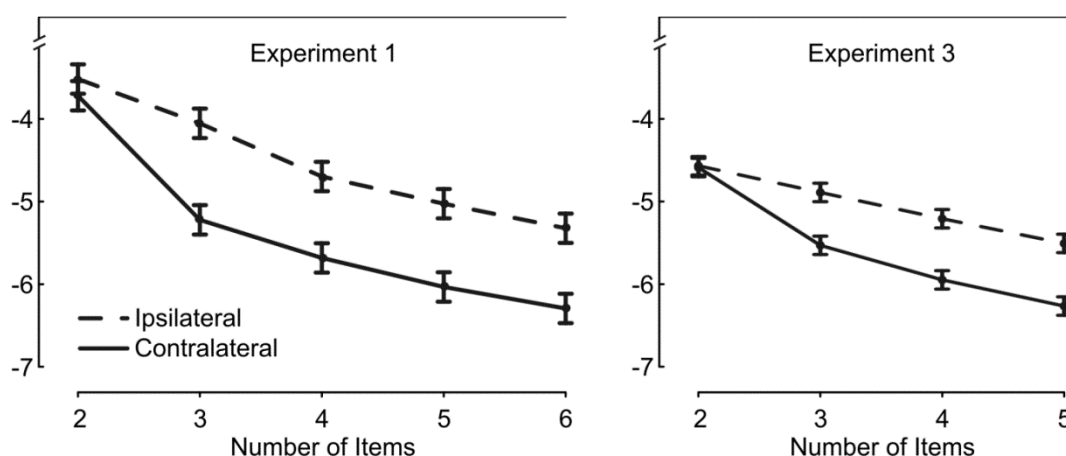 Experiment 1
-4
-5
-6
-7
Ipsilateral
Contralateral
2 3 4 5 6
Number of Items
Experiment 3
-4
-5
-6
-7
2 3 4 5
Number of Items